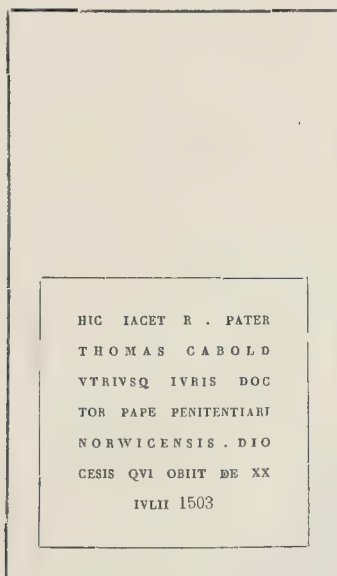 HIC IACET R . PATER
THOMAS CABOLD
VTRIVSQ IVRIS DOC
TOR PAPE PENITENTIARI
NORWICENSIS . DIO
CESIS QVI OBIIT DE XX
IVLII 1503